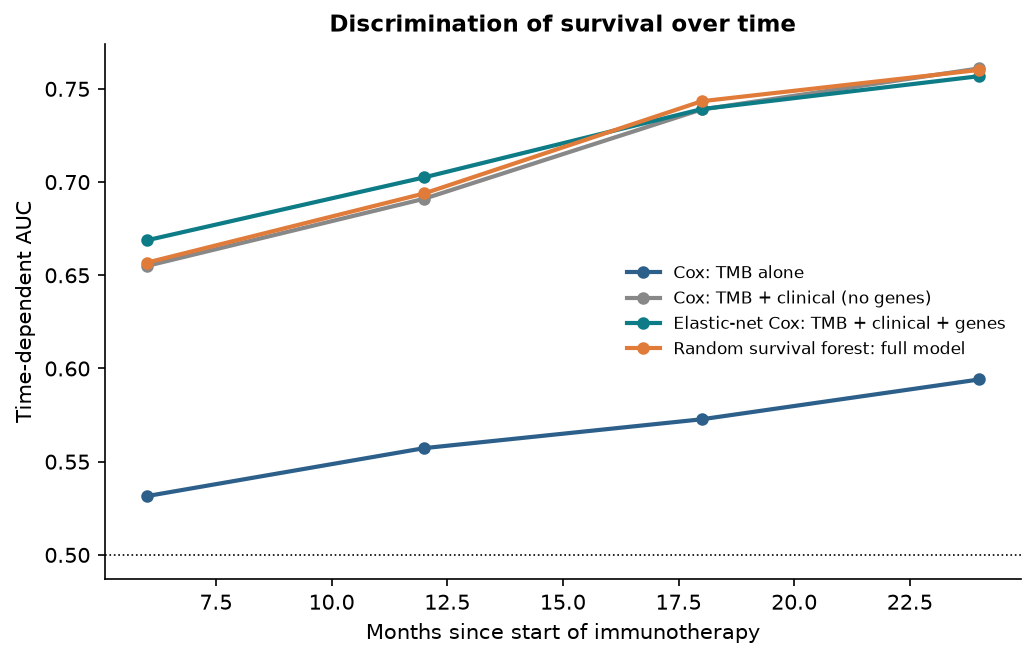 Discrimination of survival over time
Time-dependent AUC
0.75
0.70
0.65
0.60
0.55
0.50
Cox: TMB alone
Cox: TMB + clinical (no genes)
Elastic-net Cox: TMB + clinical + genes
Random survival forest: full model
7.5 10.0 12.5 15.0 17.5 20.0 22.5
Months since start of immunotherapy